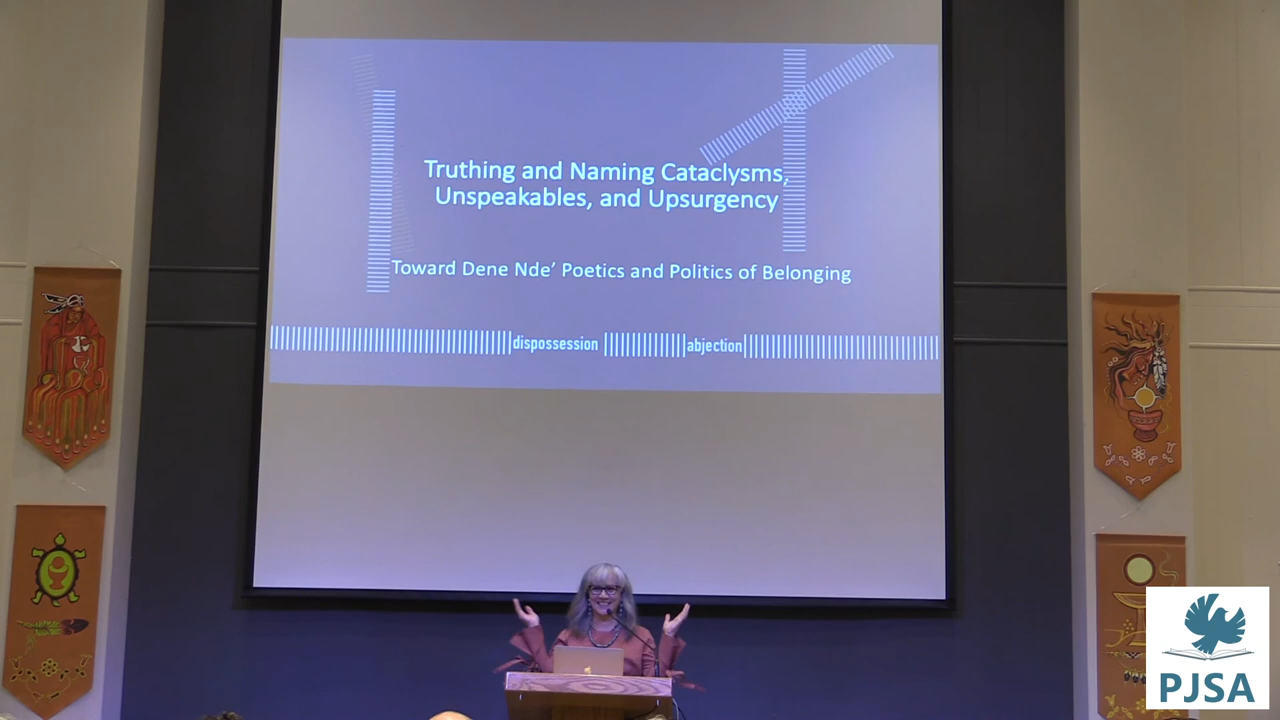 Truthing and Naming Cataclysms,
Unspeakables, and Upsurgency
Toward Dene Nde’ Poetics and Politics of Belonging
dispossession abjection
PJSA